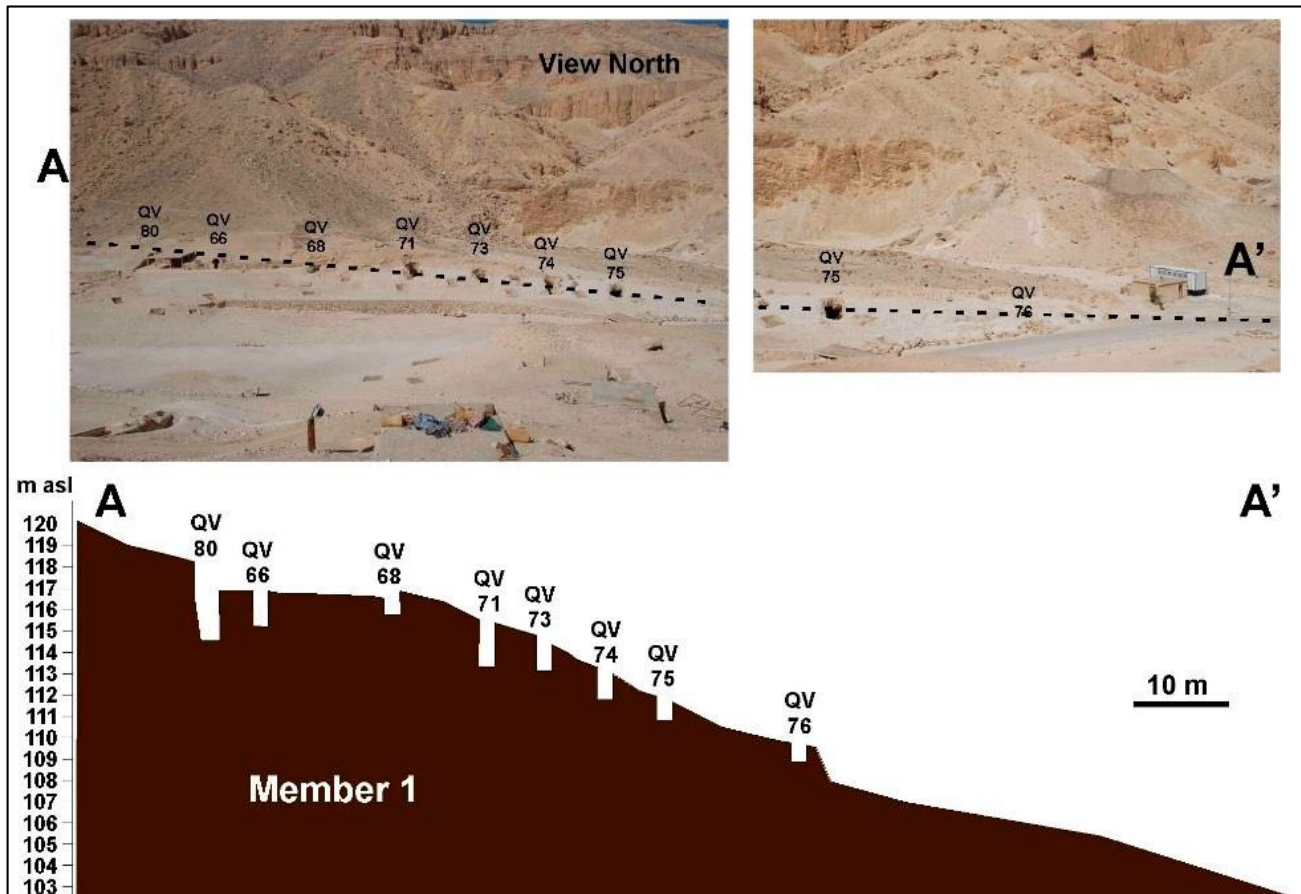 View North
A
QV
80
QV
66
QV
68
QV
71
QV
73
QV
74
QV
75
QV
75
QV
76
A'
m asl
A
A'
120
119
118
117
116
115
114
113
112
111
110
109
108
107
106
105
104
103
QV
80
QV
66
QV
68
QV
71
QV
73
QV
74
QV
75
QV
76
10 m
Member 1